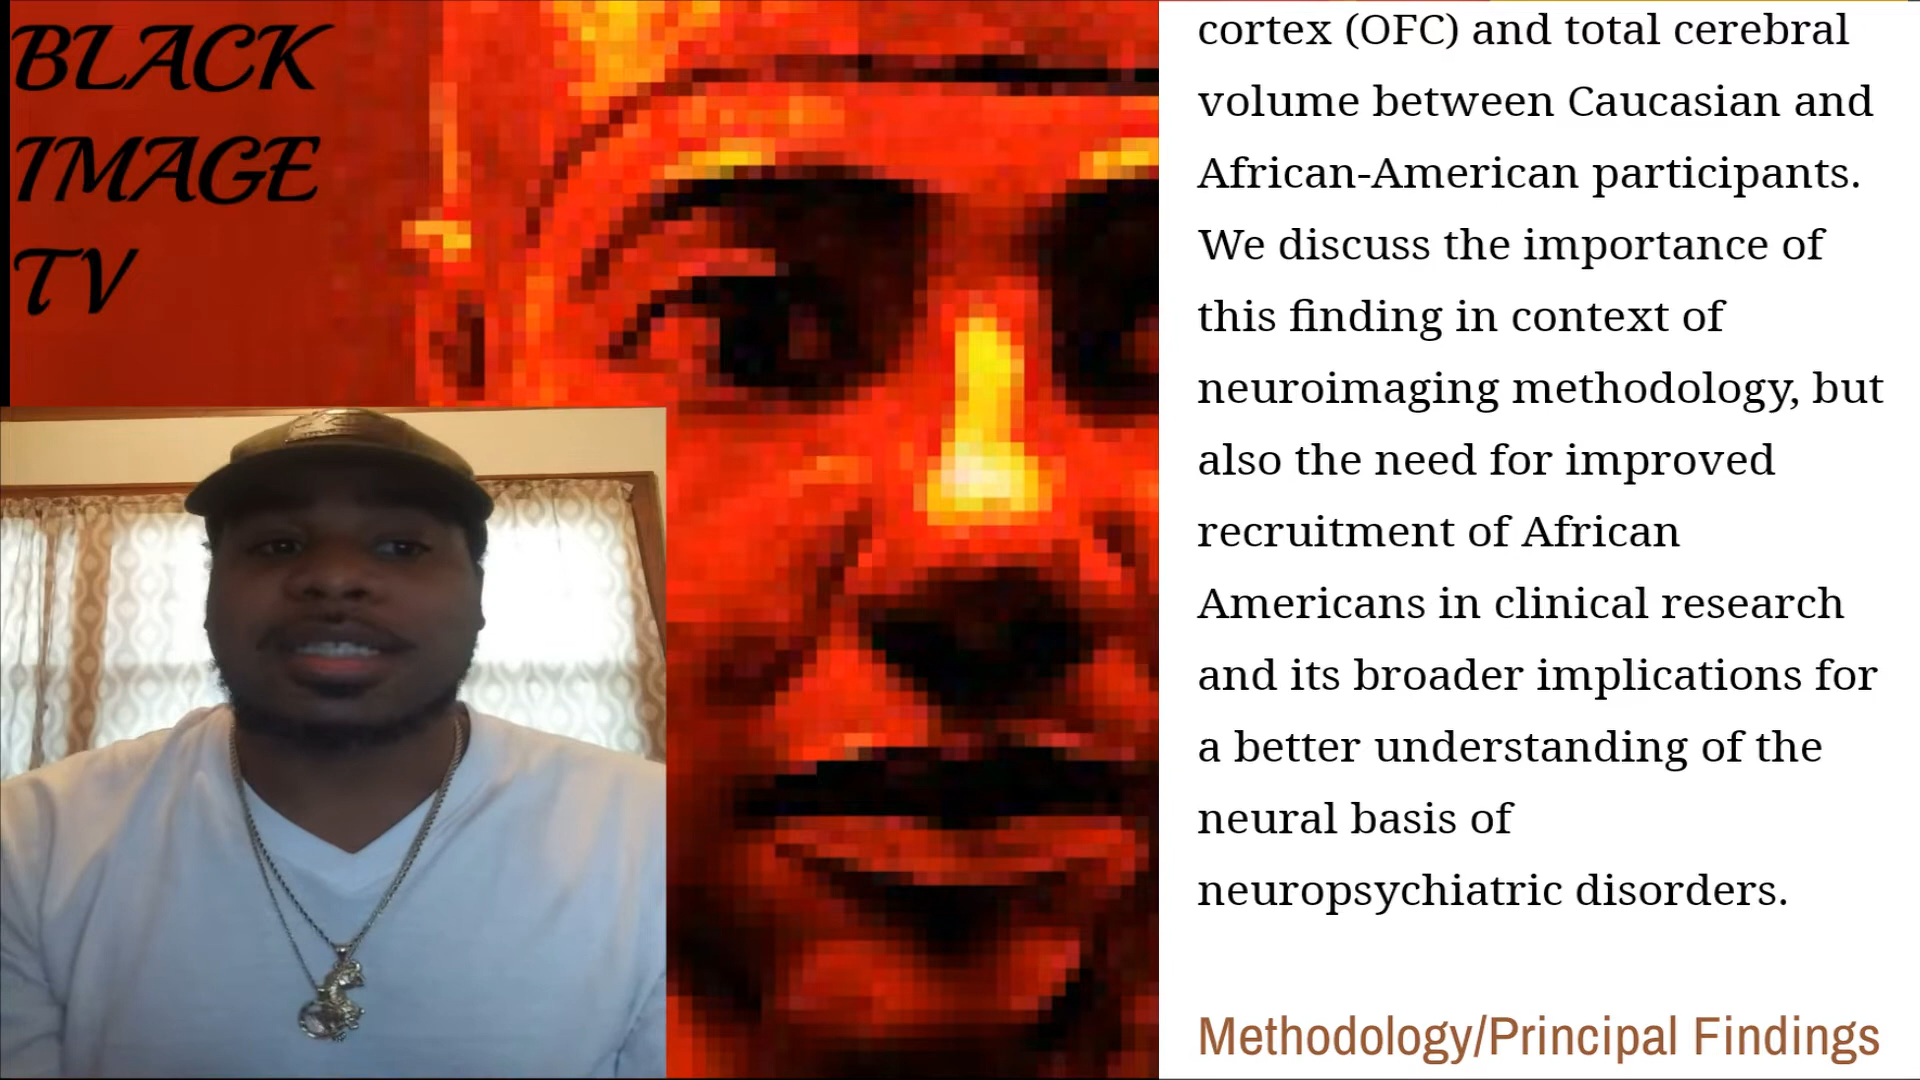 BLACK
IMAGE
TV
cortex (OFC) and total cerebral
volume between Caucasian and
African-American participants.
We discuss the importance of
this finding in context of
neuroimaging methodology, but
also the need for improved
recruitment of African
Americans in clinical research
and its broader implications for
a better understanding of the
neural basis of
neuropsychiatric disorders.
Methodology/Principal Findings